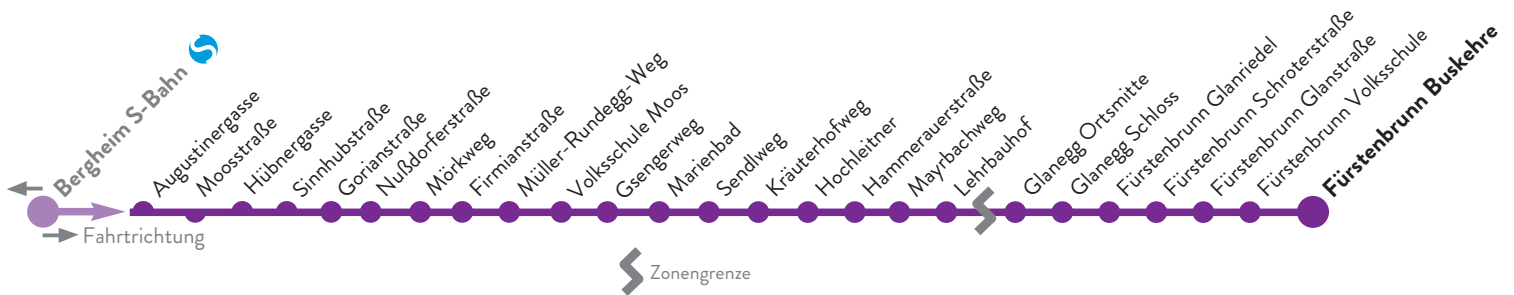 Bergheim S-Bahn
Augustinergasse
Moosstraße
Hübnergasse
Sinnhubstraße
Gorianstraße
Nußdorferstraße
Mörkweg
Firmianstraße
Müller-Rundegg-Weg
Volksschule Moos
Gsengerweg
Marienbad
Sendlweg
Kräuterhofweg
Hochleitner
Hammerauerstraße
Mayrbachweg
Lehrbauhof
Glanegg Ortsmitte
Glanegg Schloss
Fürstenbrunn Glanriedel
Fürstenbrunn Schroterstraße
Fürstenbrunn Glanstraße
Fürstenbrunn Volksschule
Fürstenbrunn Buskehre
Fahrtrichtung
Zonengrenze